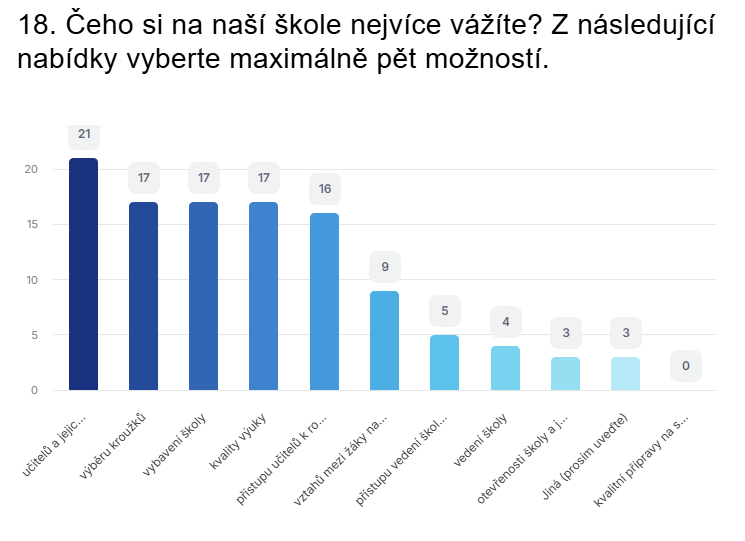 18. Čeho si na naší škole nejvíce vážíte? Z následující
nabídky vyberte maximálně pět možností.
21
17
17
17
16
9
5
4
3
3
0
20
15
10
5
0
učitelů a jejic...
výběru kroužků
vybavení školy
kvality výuky
přístupu učitelů k ro...
vztahů mezi žáky na...
přístupu vedení škol...
vedení školy
otevřenosti školy a j...
Jiná (prosím uveďte)
kvalitní přípravy na s...